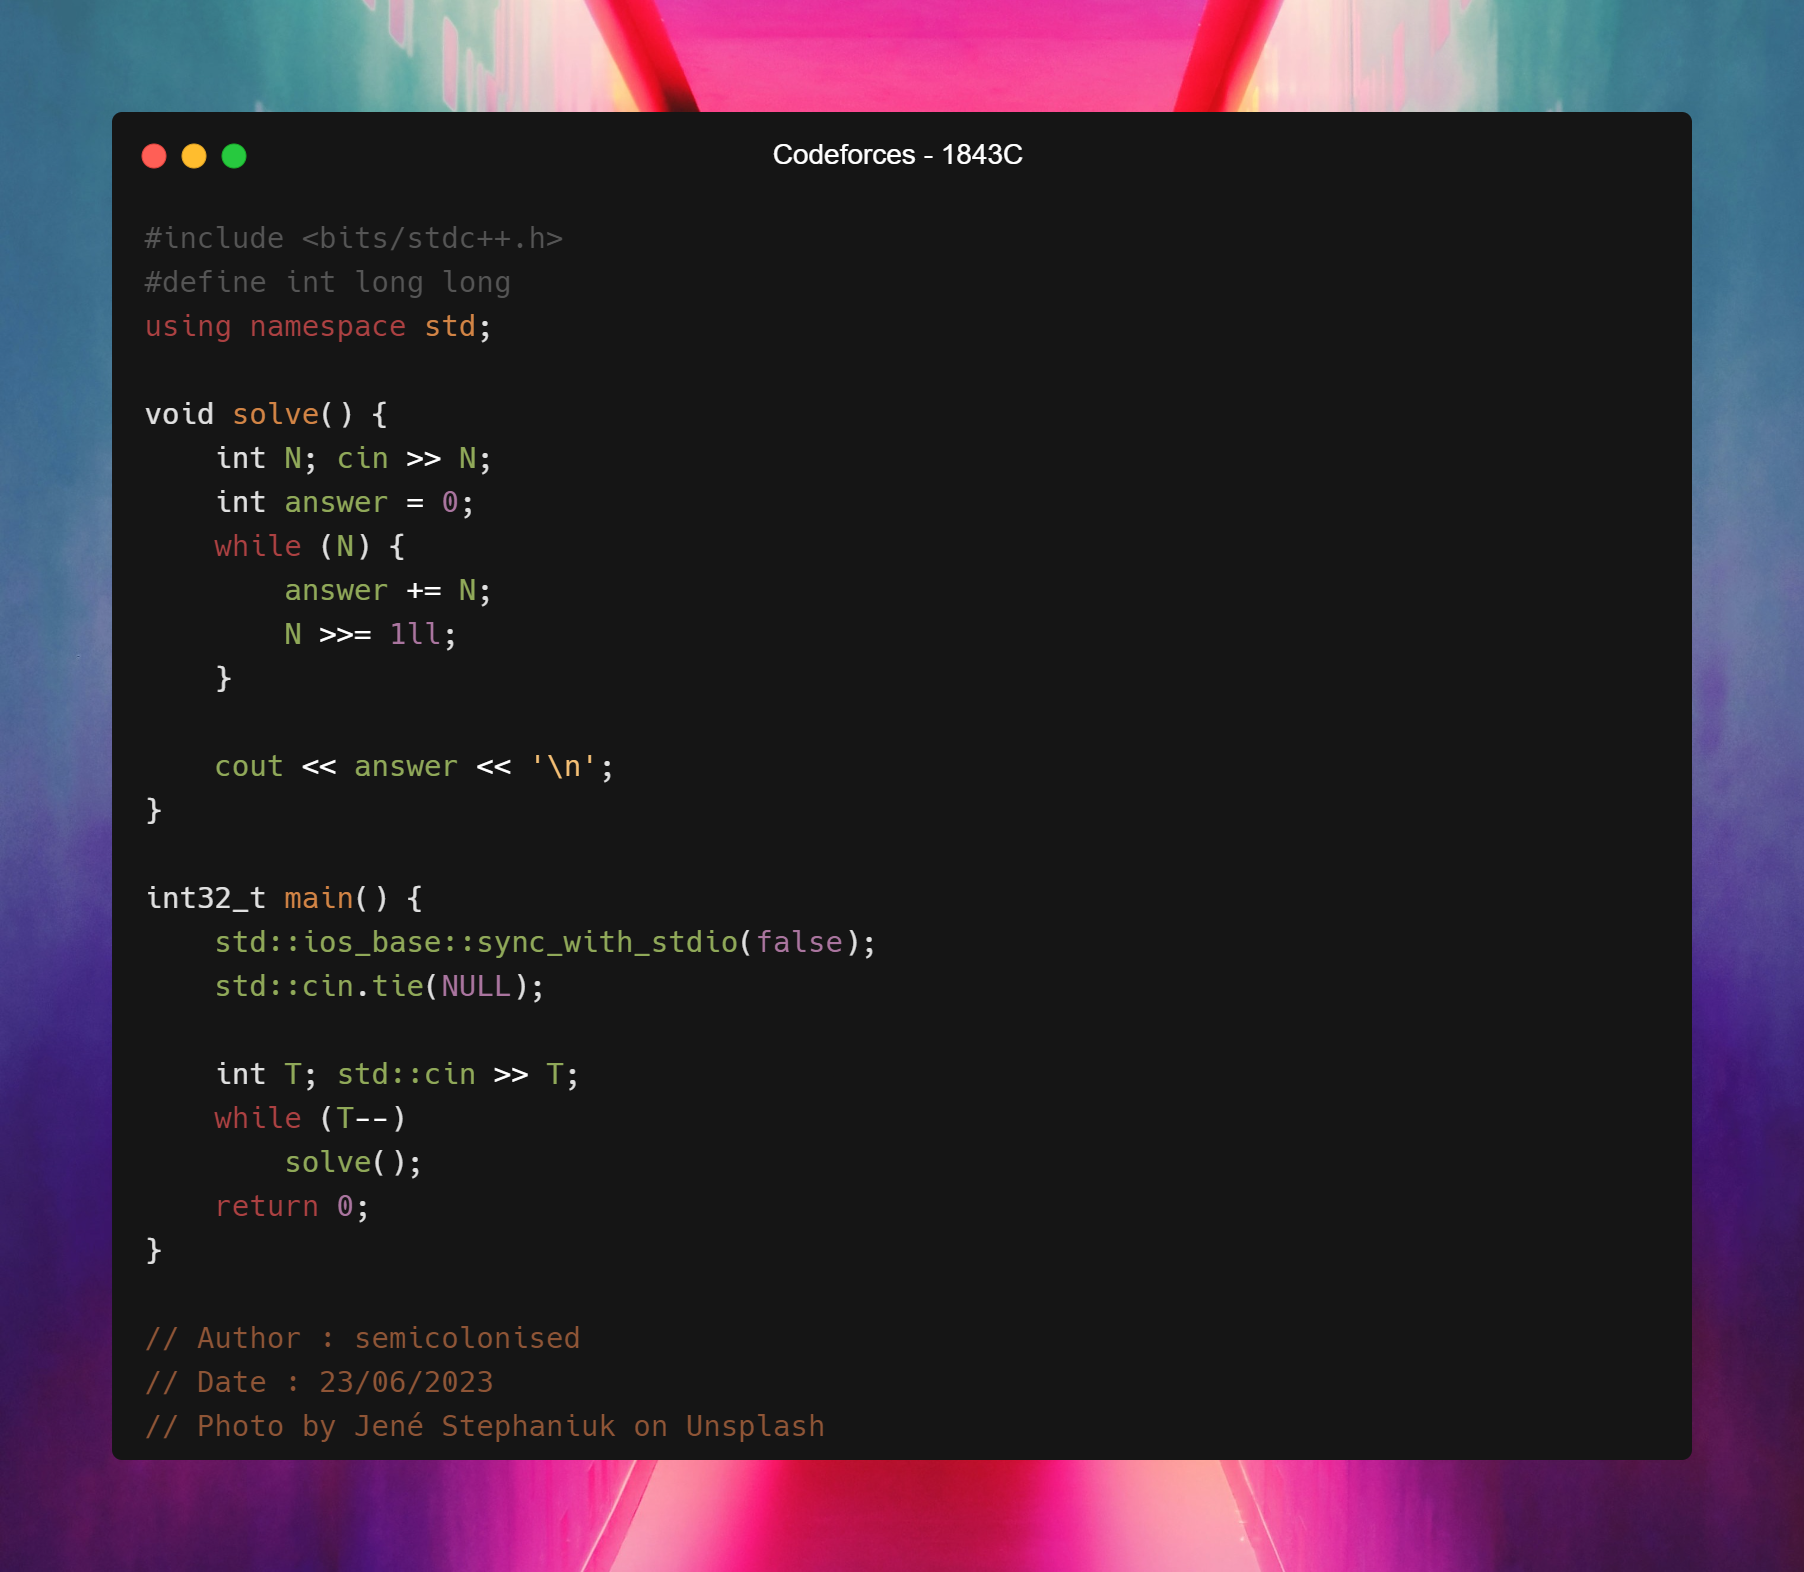 Codeforces - 1843C
#include <bits/stdc++.h>
#define int long long
using namespace std;
void solve() {
    int N; cin >> N;
    int answer = 0;
    while (N) {
        answer += N;
        N >>= 1ll;
    }
    cout << answer << '\n';
}
int32_t main() {
    std::ios_base::sync_with_stdio(false);
    std::cin.tie(NULL);
    int T; std::cin >> T;
    while (T--)
        solve();
    return 0;
}
// Author : semicolonised
// Date : 23/06/2023
// Photo by Jené Stephaniuk on Unsplash